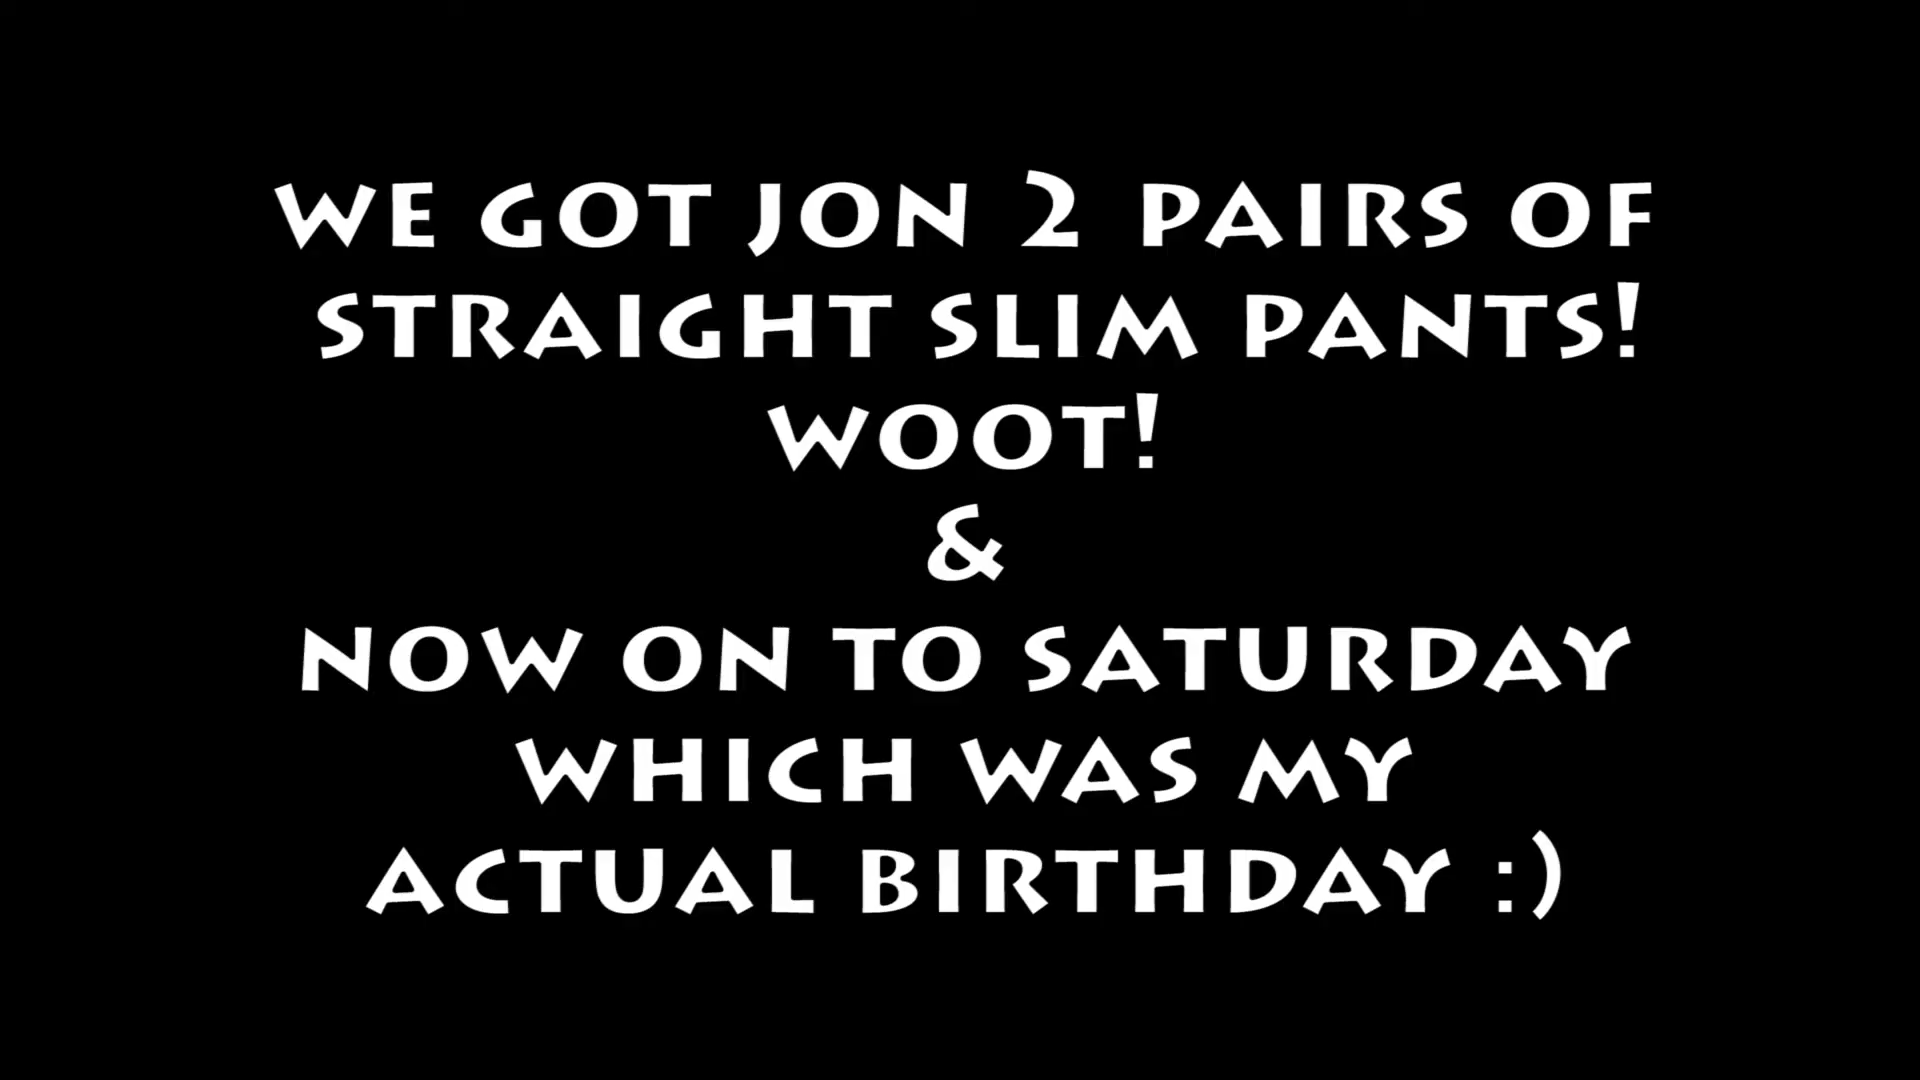 WE GOT JON 2 PAIRS OF
STRAIGHT SLIM PANTS!
WOOT!
&
NOW ON TO SATURDAY
WHICH WAS MY
ACTUAL BIRTHDAY :)